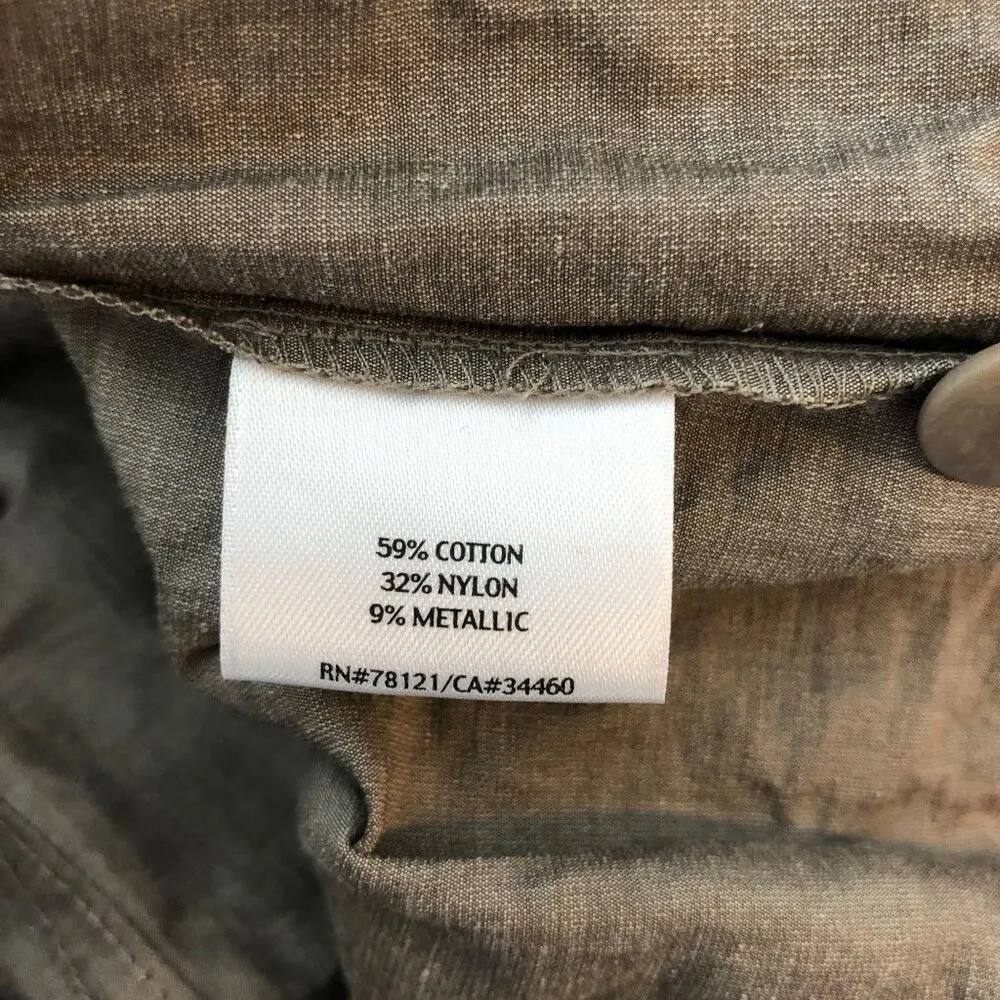 59% COTTON
32% NYLON
9% METALLIC
RN#78121/CA#34460